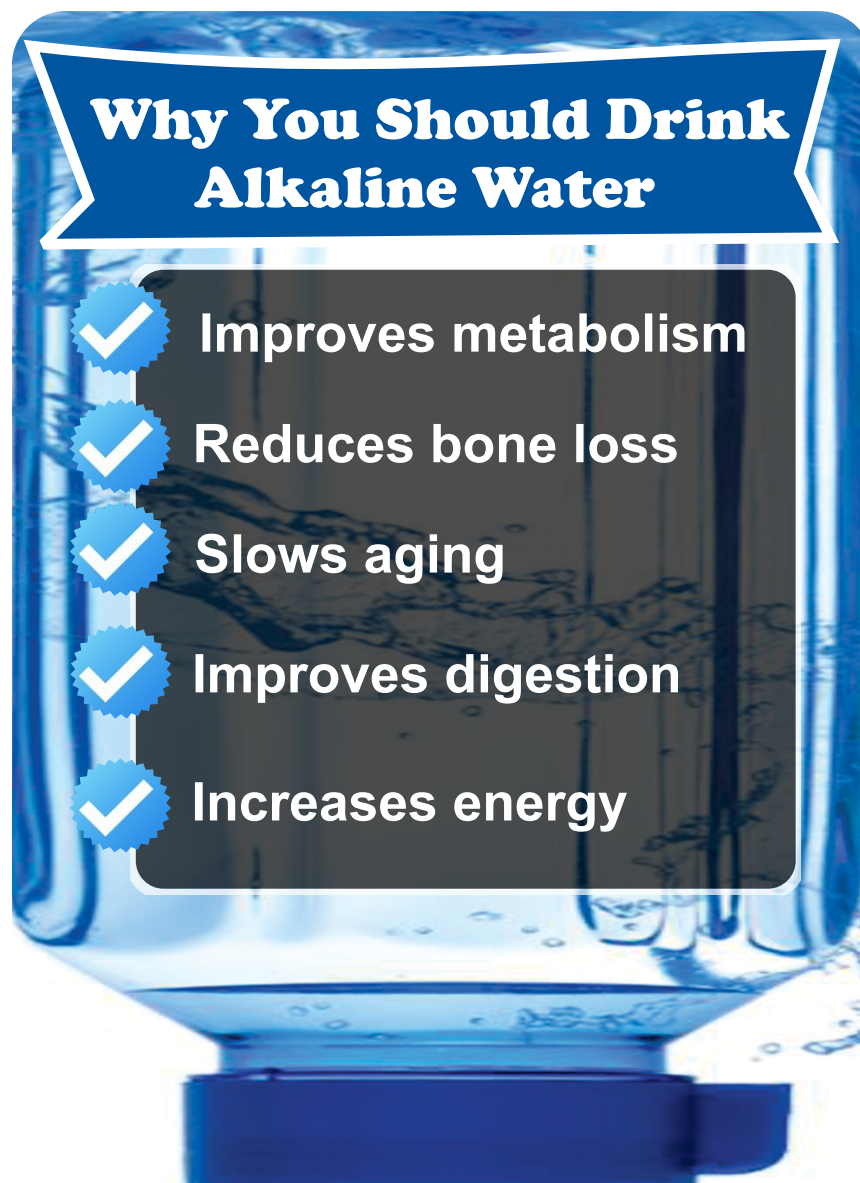 Why You Should Drink
Alkaline Water
Improves metabolism
Reduces bone loss
Slows aging
Improves digestion
Increases energy